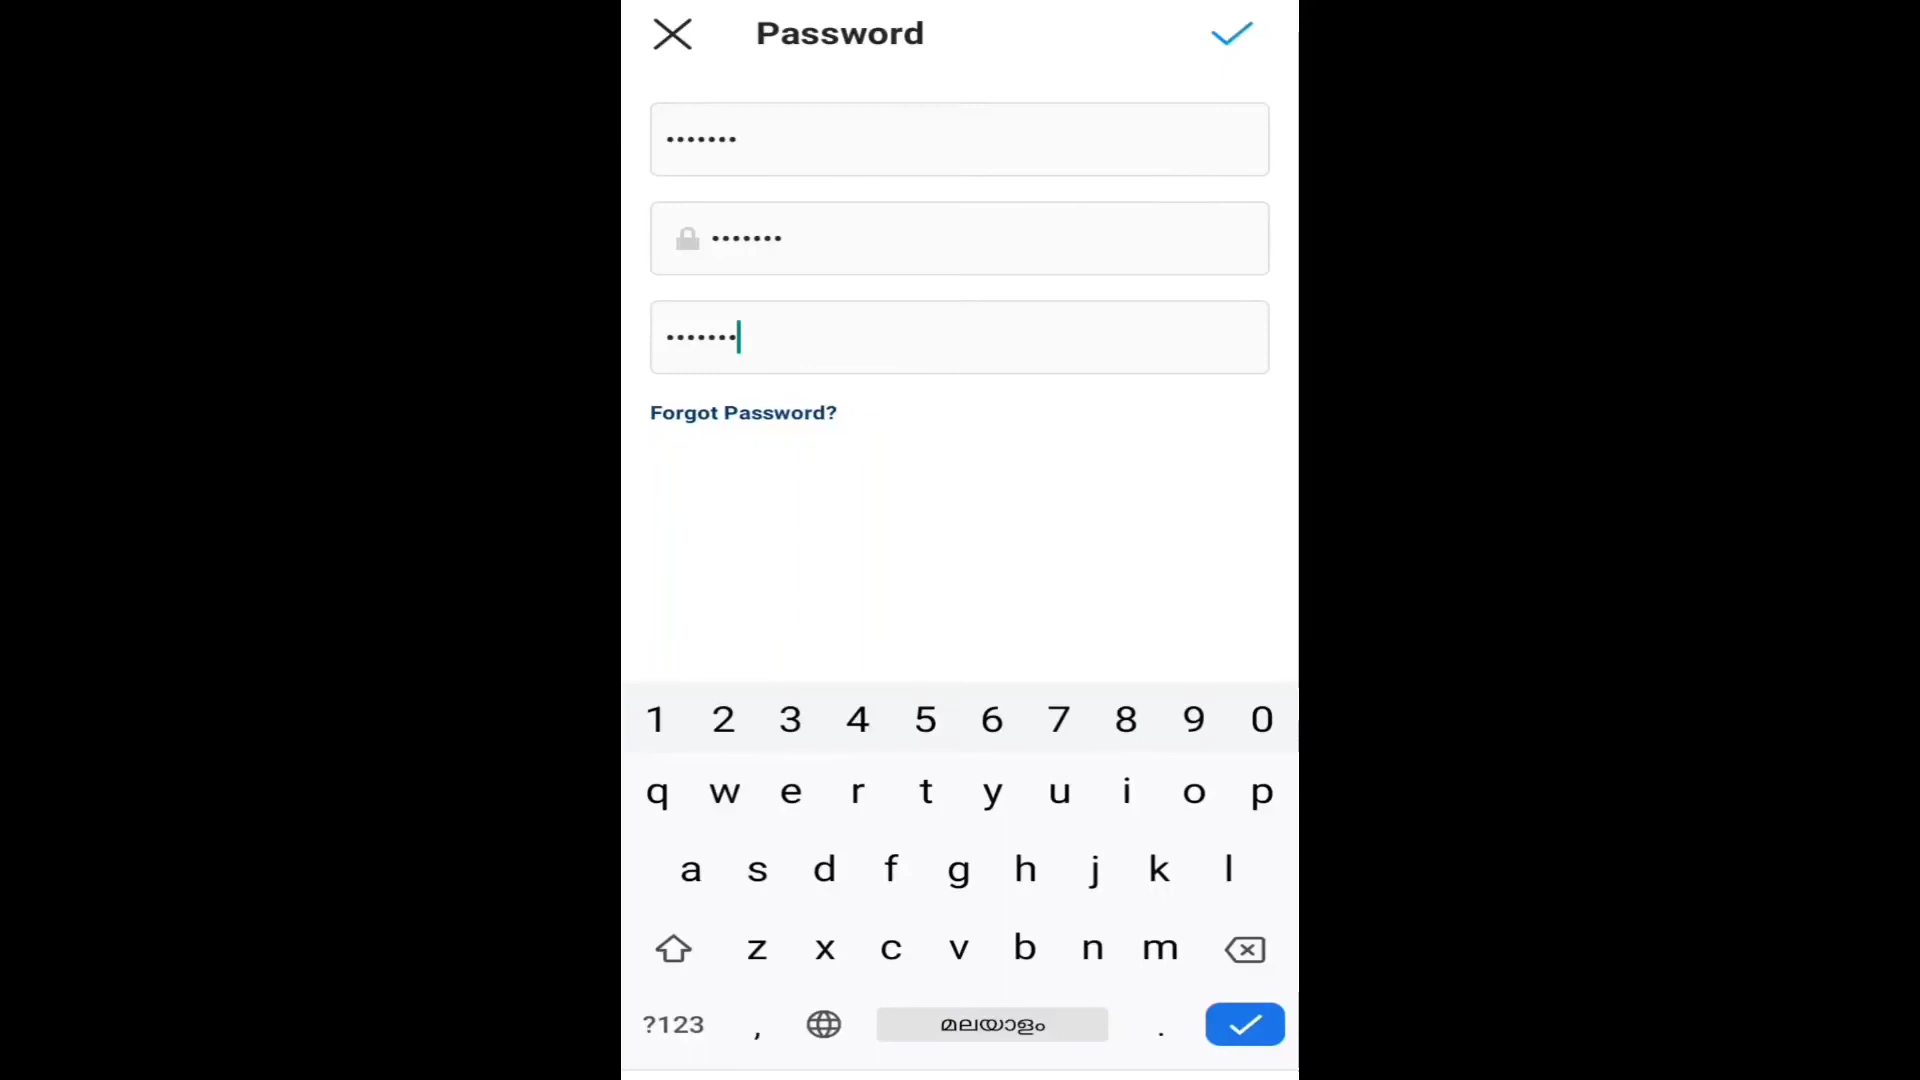 Password
•••••••
•••••••
•••••••
Forgot Password?
1 2 3 4 5 6 7 8 9 0
q w e r t y u i o p
a s d f g h j k l
z x c v b n m
?123 , മലയാളം .